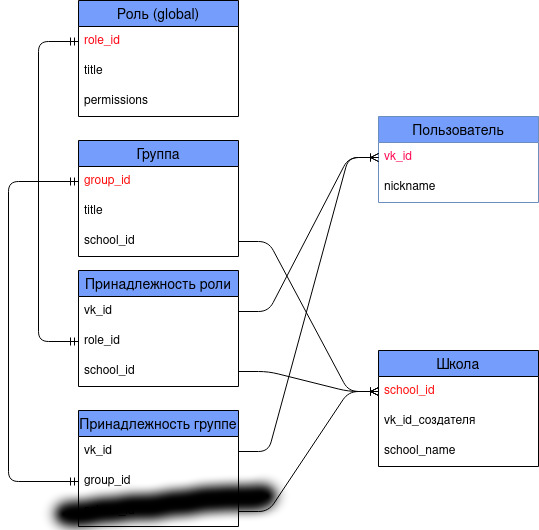 Роль (global)
role_id
title
permissions
Группа
group_id
title
school_id
Принадлежность роли
vk_id
role_id
school_id
Принадлежность группе
vk_id
group_id
Пользователь
vk_id
nickname
Школа
school_id
vk_id_создателя
school_name